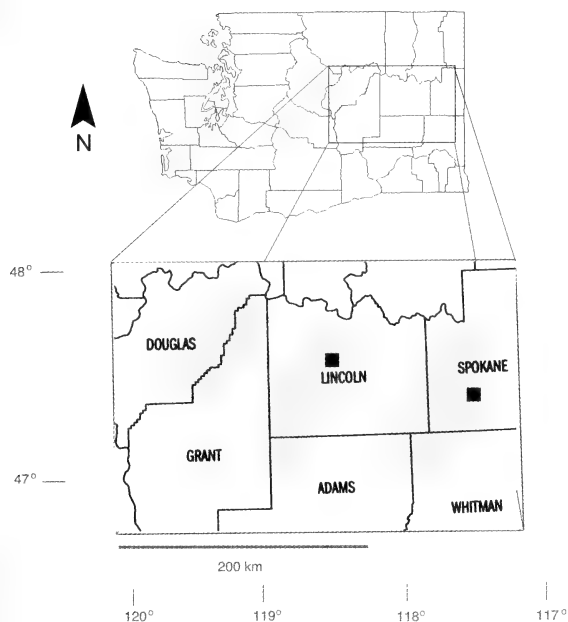 N
48°
DOUGLAS
LINCOLN
SPOKANE
GRANT
47°
ADAMS
WHITMAN
200 km
120°
119°
118°
117°